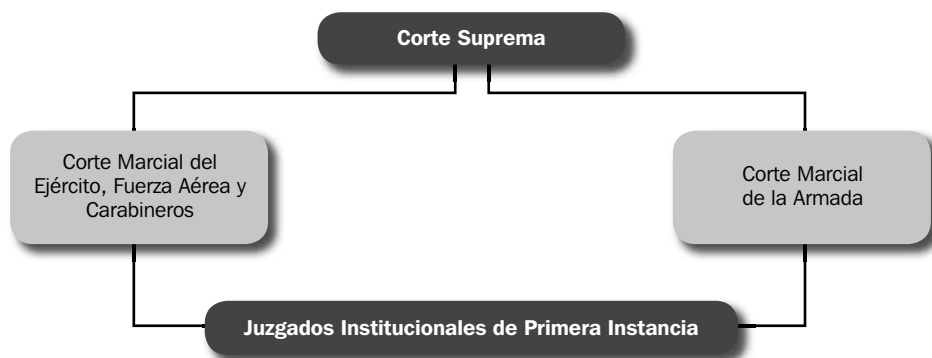 Corte Suprema
Corte Marcial del
Ejército, Fuerza Aérea y
Carabineros
Corte Marcial
de la Armada
Juzgados Institucionales de Primera Instancia